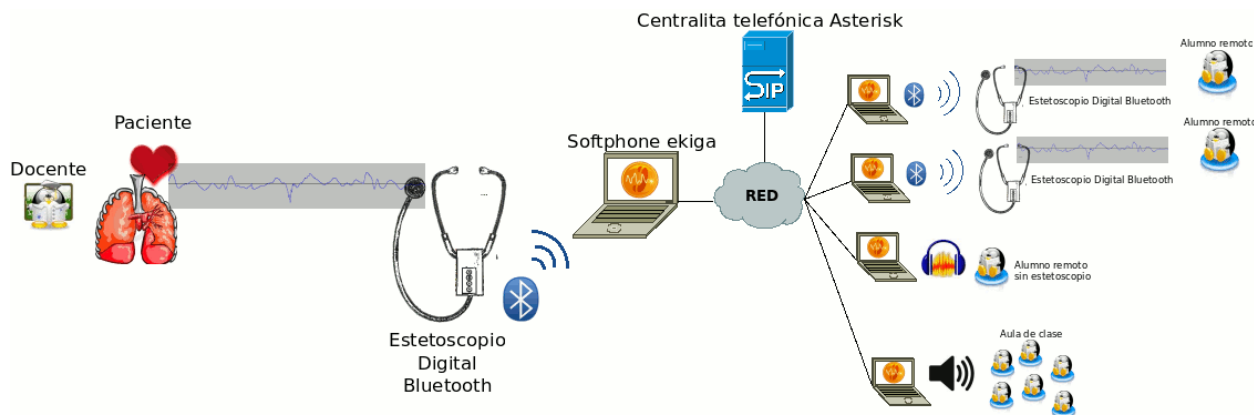 Centralita telefónica Asterisk
SIP
Paciente
Docente
Softphone ekiga
RED
Estetoscopio
Digital
Bluetooth
Alumno remoto
Estetoscopio Digital Bluetooth
Alumno remoto
Estetoscopio Digital Bluetooth
Alumno remoto
sin estetoscopio
Aula de clase